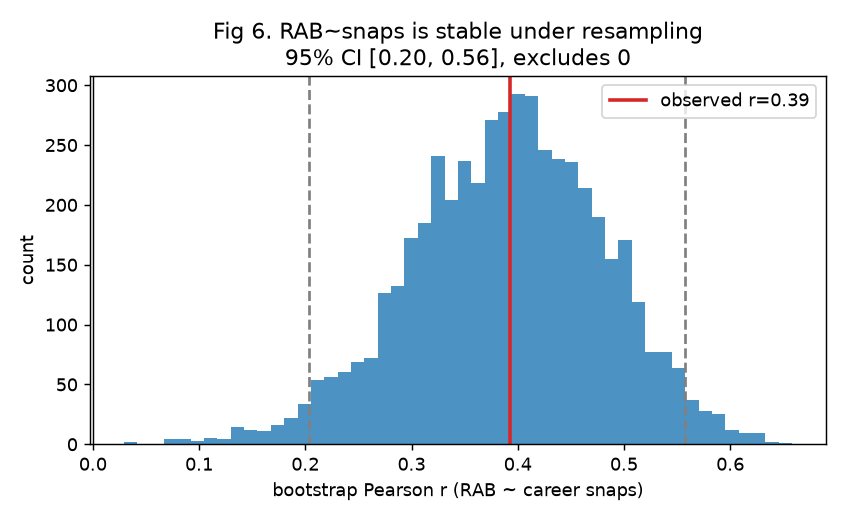 Fig 6. RAB~snaps is stable under resampling
95% CI [0.20, 0.56], excludes 0
observed r=0.39
300
250
200
150
100
50
0
count
0.0 0.1 0.2 0.3 0.4 0.5 0.6
bootstrap Pearson r (RAB ~ career snaps)